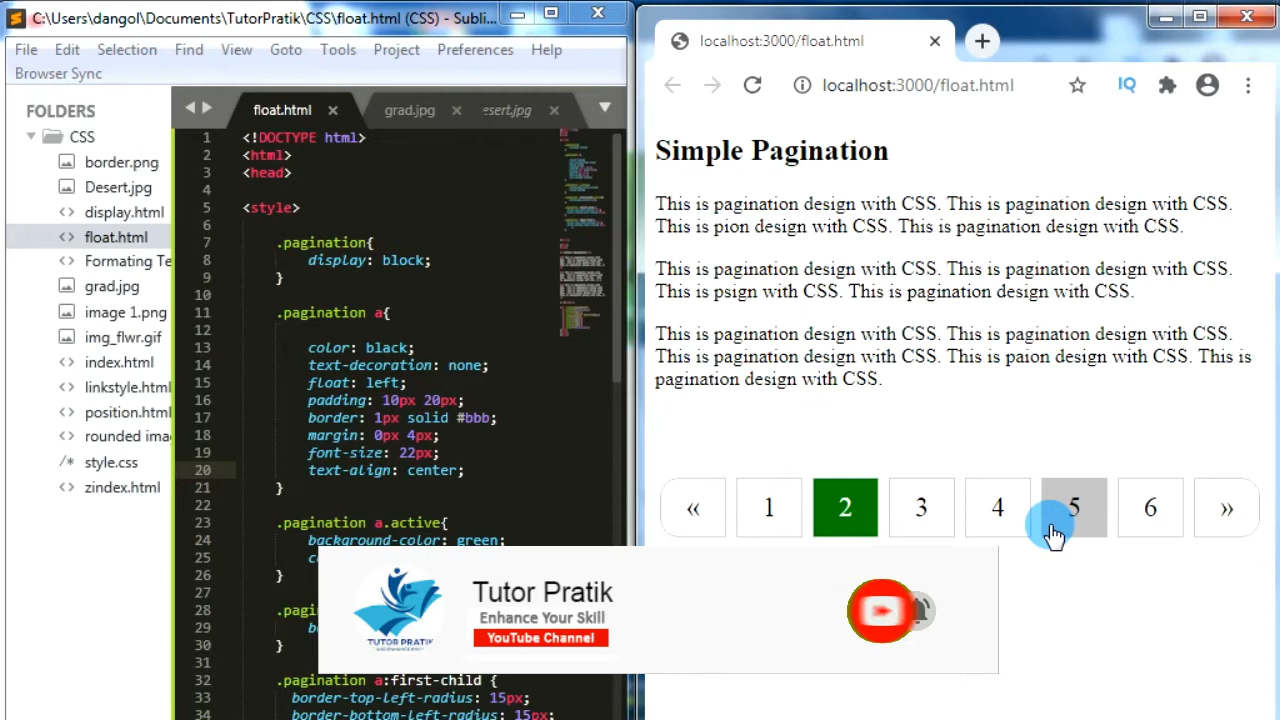 C:\Users\dangol\Documents\TutorPratik\CSS\float.html (CSS) - Subli...
File Edit Selection Find View Goto Tools Project Preferences Help
Browser Sync
FOLDERS
CSS
border.png
Desert.jpg
display.html
float.html
Formating Te
grad.jpg
image 1.png
img_flwr.gif
index.html
linkstyle.html
position.html
rounded ima
style.css
zindex.html
float.html
grad.jpg
esert.jpg
1 <!DOCTYPE html>
2 <html>
3 <head>
4
5 <style>
6
7 .pagination{
8 display: block;
9 }
10
11 .pagination a{
12
13 color: black;
14 text-decoration: none;
15 float: left;
16 padding: 10px 20px;
17 border: 1px solid #bbb;
18 margin: 0px 4px;
19 font-size: 22px;
20 text-align: center;
21 }
22
23 .pagination a.active{
24 background-color: green;
25 c
26 }
27
28 .pag
29 b
30 }
31
32 .pagination a:first-child {
33 border-top-left-radius: 15px;
34 border-bottom-left-radius: 15px;
localhost:3000/float.html
localhost:3000/float.html
IQ
Simple Pagination
This is pagination design with CSS. This is pagination design with CSS.
This is pion design with CSS. This is pagination design with CSS.
This is pagination design with CSS. This is pagination design with CSS.
This is psign with CSS. This is pagination design with CSS.
This is pagination design with CSS. This is pagination design with CSS.
This is pagination design with CSS. This is paion design with CSS. This is
pagination design with CSS.
« 1 2 3 4 5 6 »
TUTOR PRATIK
Tutor Pratik
Enhance Your Skill
YouTube Channel